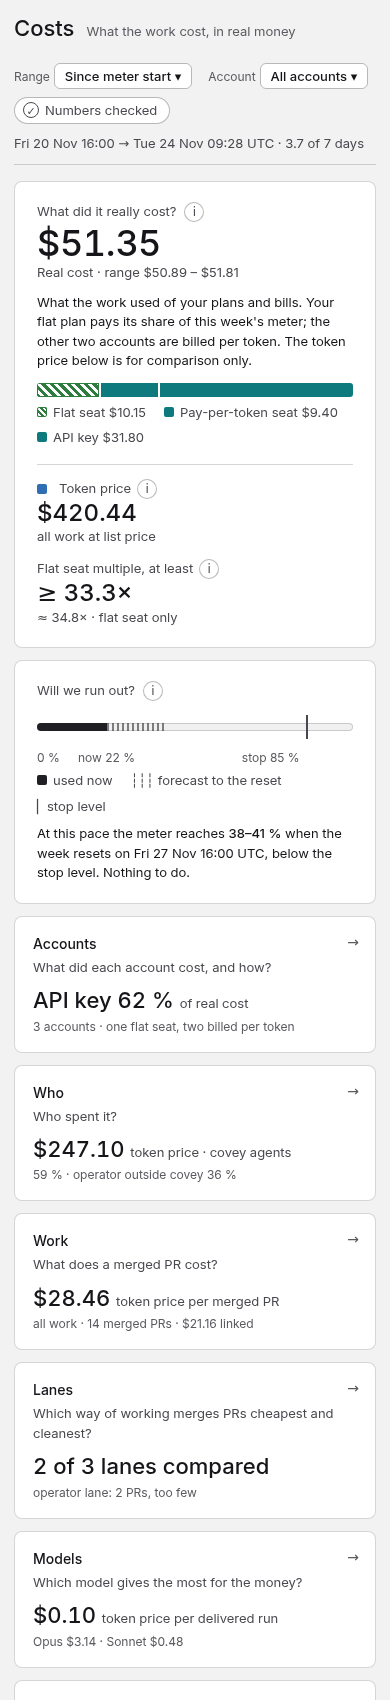 Costs What the work cost, in real money
Range Since meter start ▾ Account All accounts ▾
✓ Numbers checked
Fri 20 Nov 16:00 → Tue 24 Nov 09:28 UTC · 3.7 of 7 days
What did it really cost? i
$51.35
Real cost · range $50.89 – $51.81
What the work used of your plans and bills. Your
flat plan pays its share of this week's meter; the
other two accounts are billed per token. The token
price below is for comparison only.
Flat seat $10.15 Pay-per-token seat $9.40
API key $31.80
Token price i
$420.44
all work at list price
Flat seat multiple, at least i
≥ 33.3×
≈ 34.8× · flat seat only
Will we run out? i
0 % now 22 % stop 85 %
used now forecast to the reset
stop level
At this pace the meter reaches 38–41 % when the
week resets on Fri 27 Nov 16:00 UTC, below the
stop level. Nothing to do.
Accounts →
What did each account cost, and how?
API key 62 % of real cost
3 accounts · one flat seat, two billed per token
Who →
Who spent it?
$247.10 token price · covey agents
59 % · operator outside covey 36 %
Work →
What does a merged PR cost?
$28.46 token price per merged PR
all work · 14 merged PRs · $21.16 linked
Lanes →
Which way of working merges PRs cheapest and
cleanest?
2 of 3 lanes compared
operator lane: 2 PRs, too few
Models →
Which model gives the most for the money?
$0.10 token price per delivered run
Opus $3.14 · Sonnet $0.48